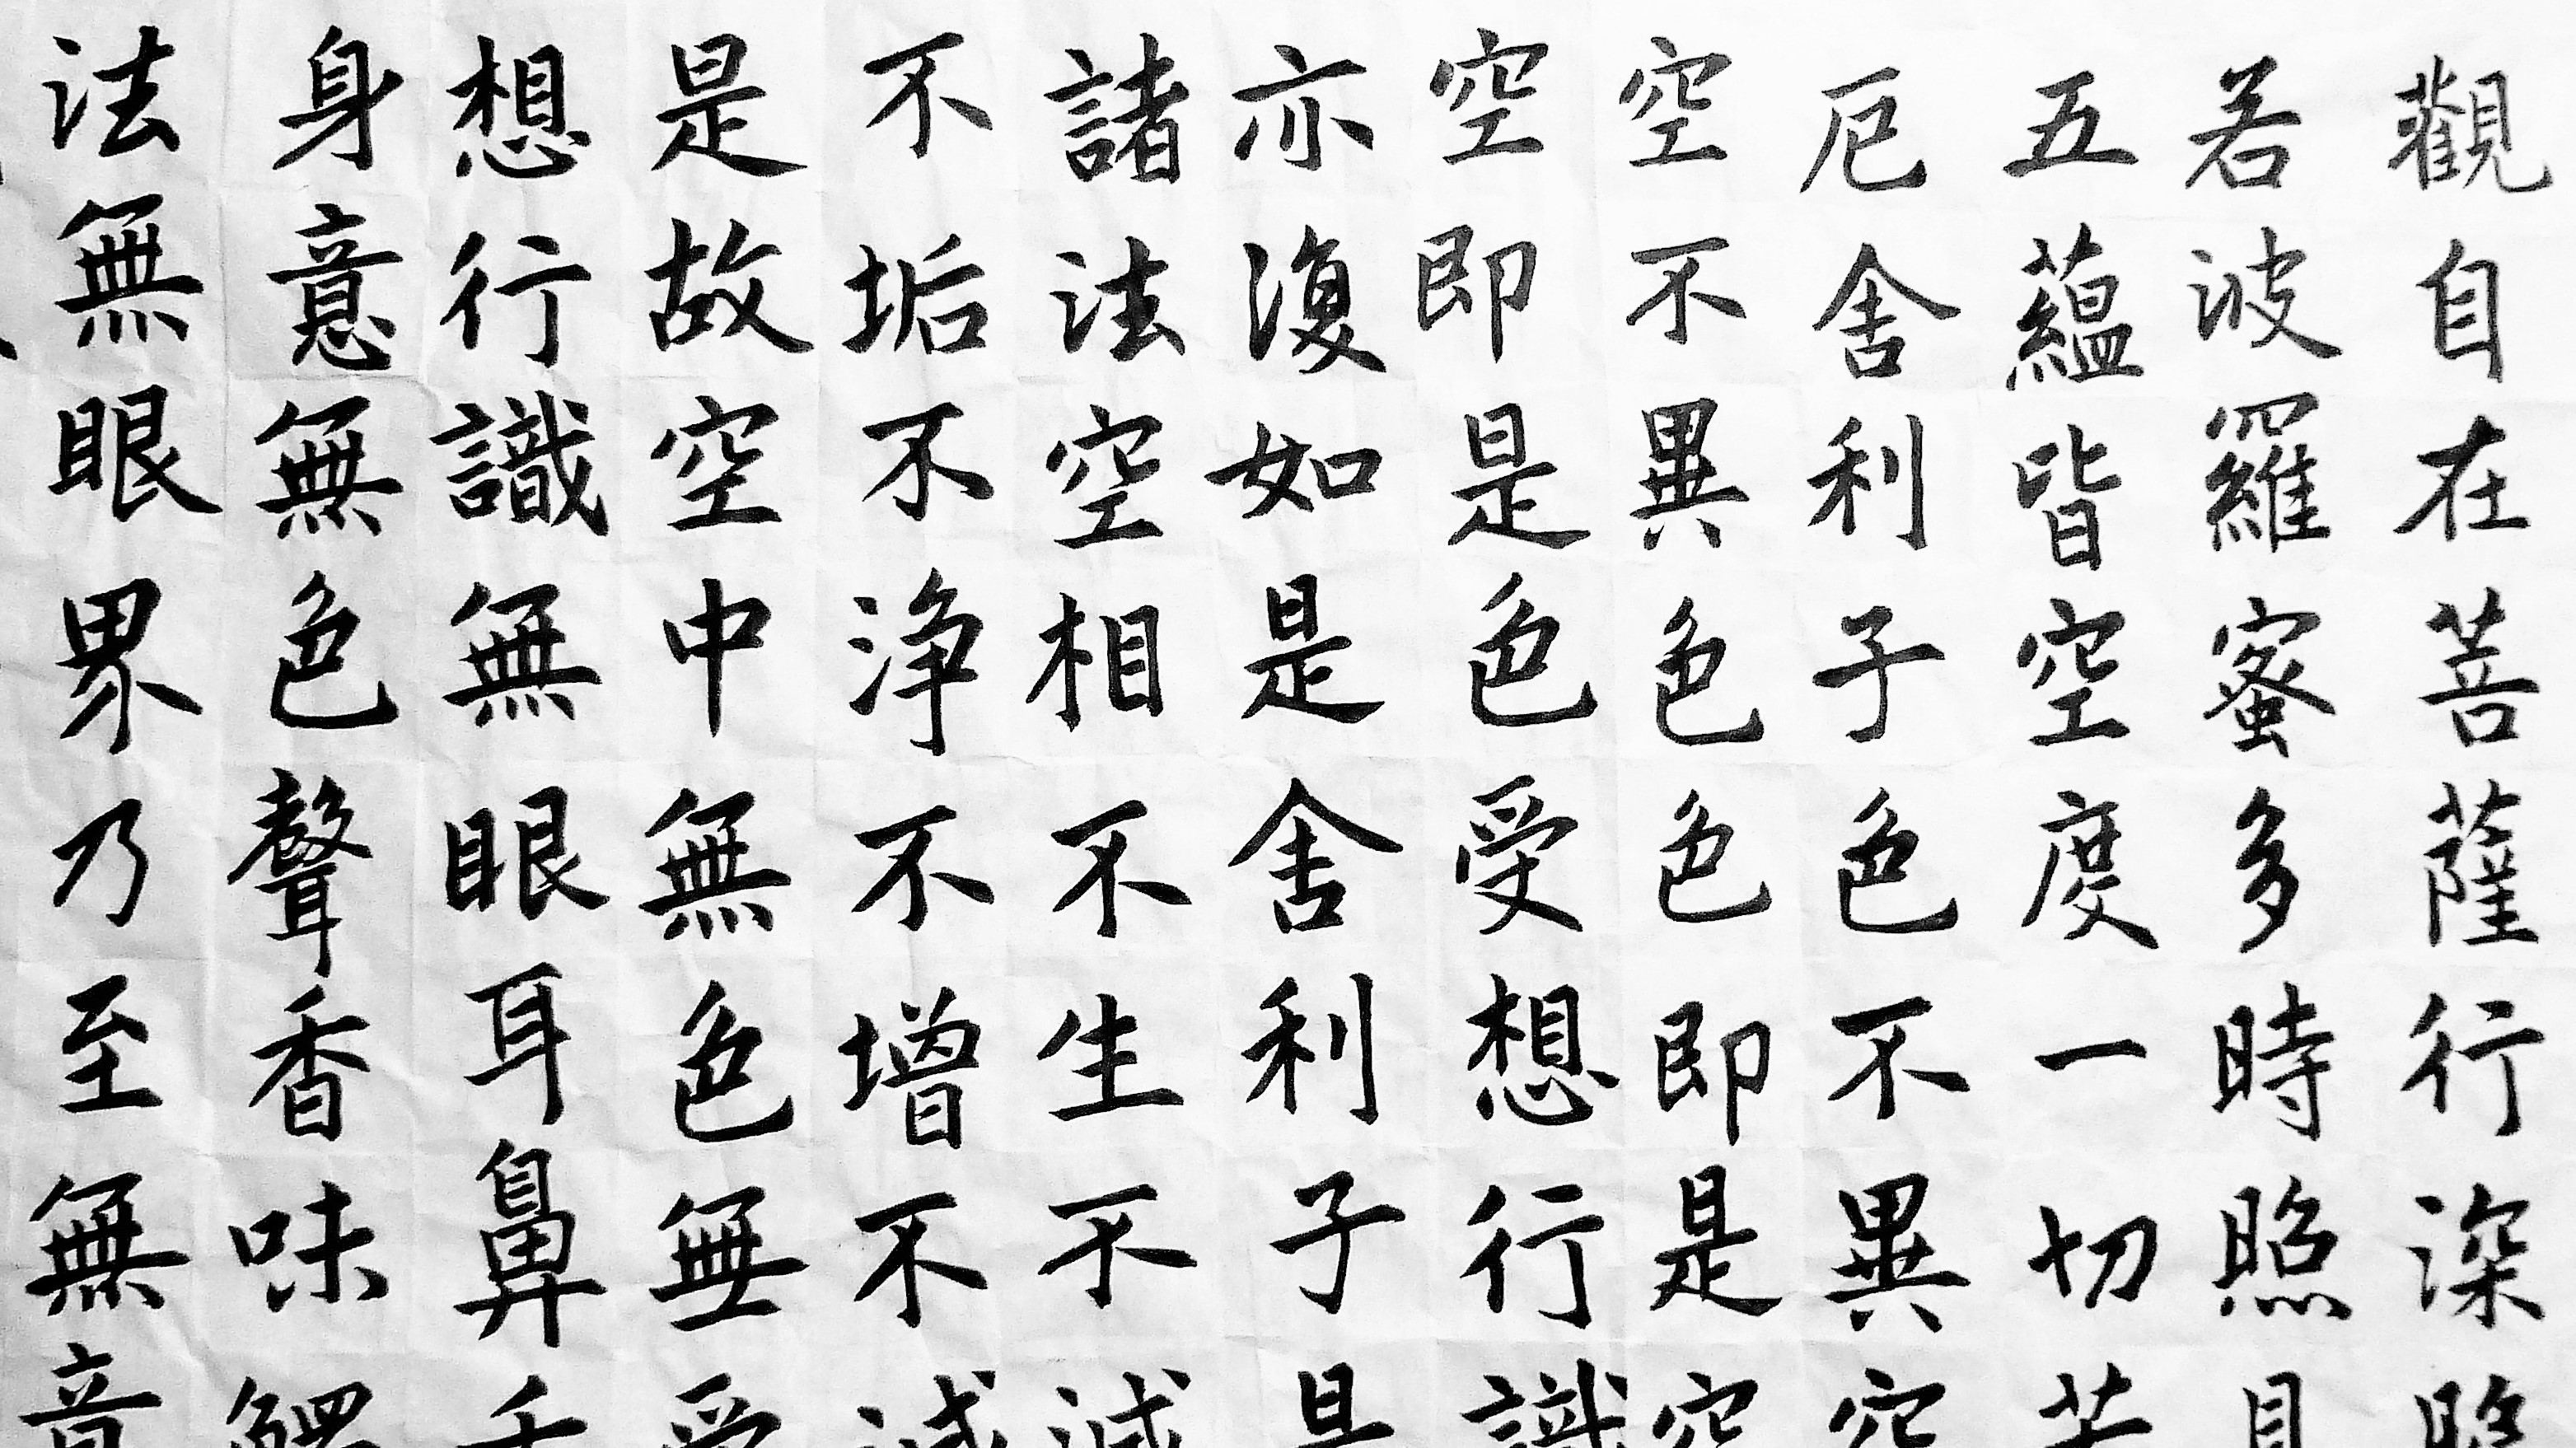 觀自在菩薩行深
若波羅蜜多時照見
五蘊皆空度一切苦
厄舍利子色不異空
空不異色色即是空
空即是色受想行識
亦復如是舍利子是
諸法空相不生不滅
不垢不浄不增不減
是故空中無色無受
想行識無眼耳鼻舌
身意無色聲香味觸
法無眼界乃至無意